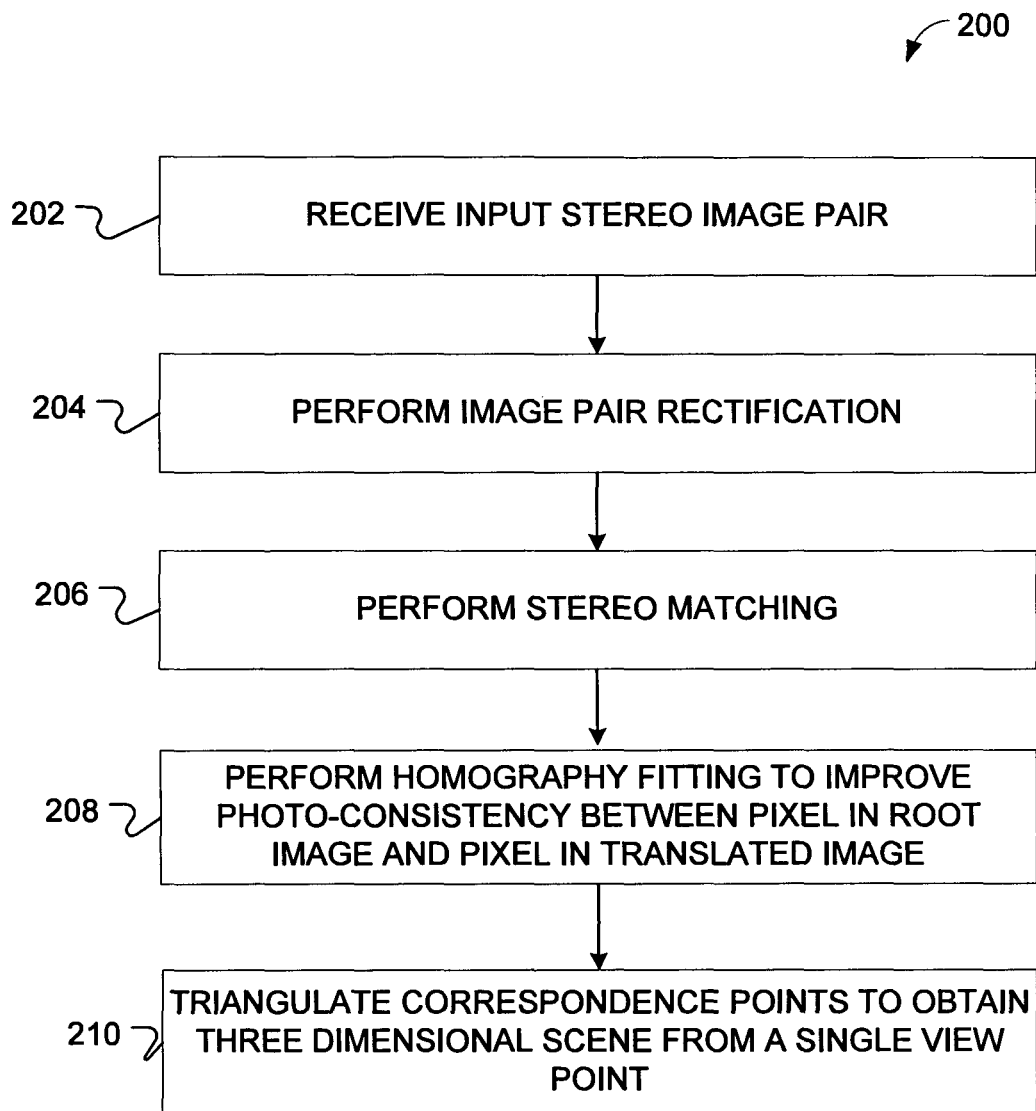 200
202
RECEIVE INPUT STEREO IMAGE PAIR
204
PERFORM IMAGE PAIR RECTIFICATION
206
PERFORM STEREO MATCHING
208
PERFORM HOMOGRAPHY FITTING TO IMPROVE
PHOTO-CONSISTENCY BETWEEN PIXEL IN ROOT
IMAGE AND PIXEL IN TRANSLATED IMAGE
210
TRIANGULATE CORRESPONDENCE POINTS TO OBTAIN
THREE DIMENSIONAL SCENE FROM A SINGLE VIEW
POINT